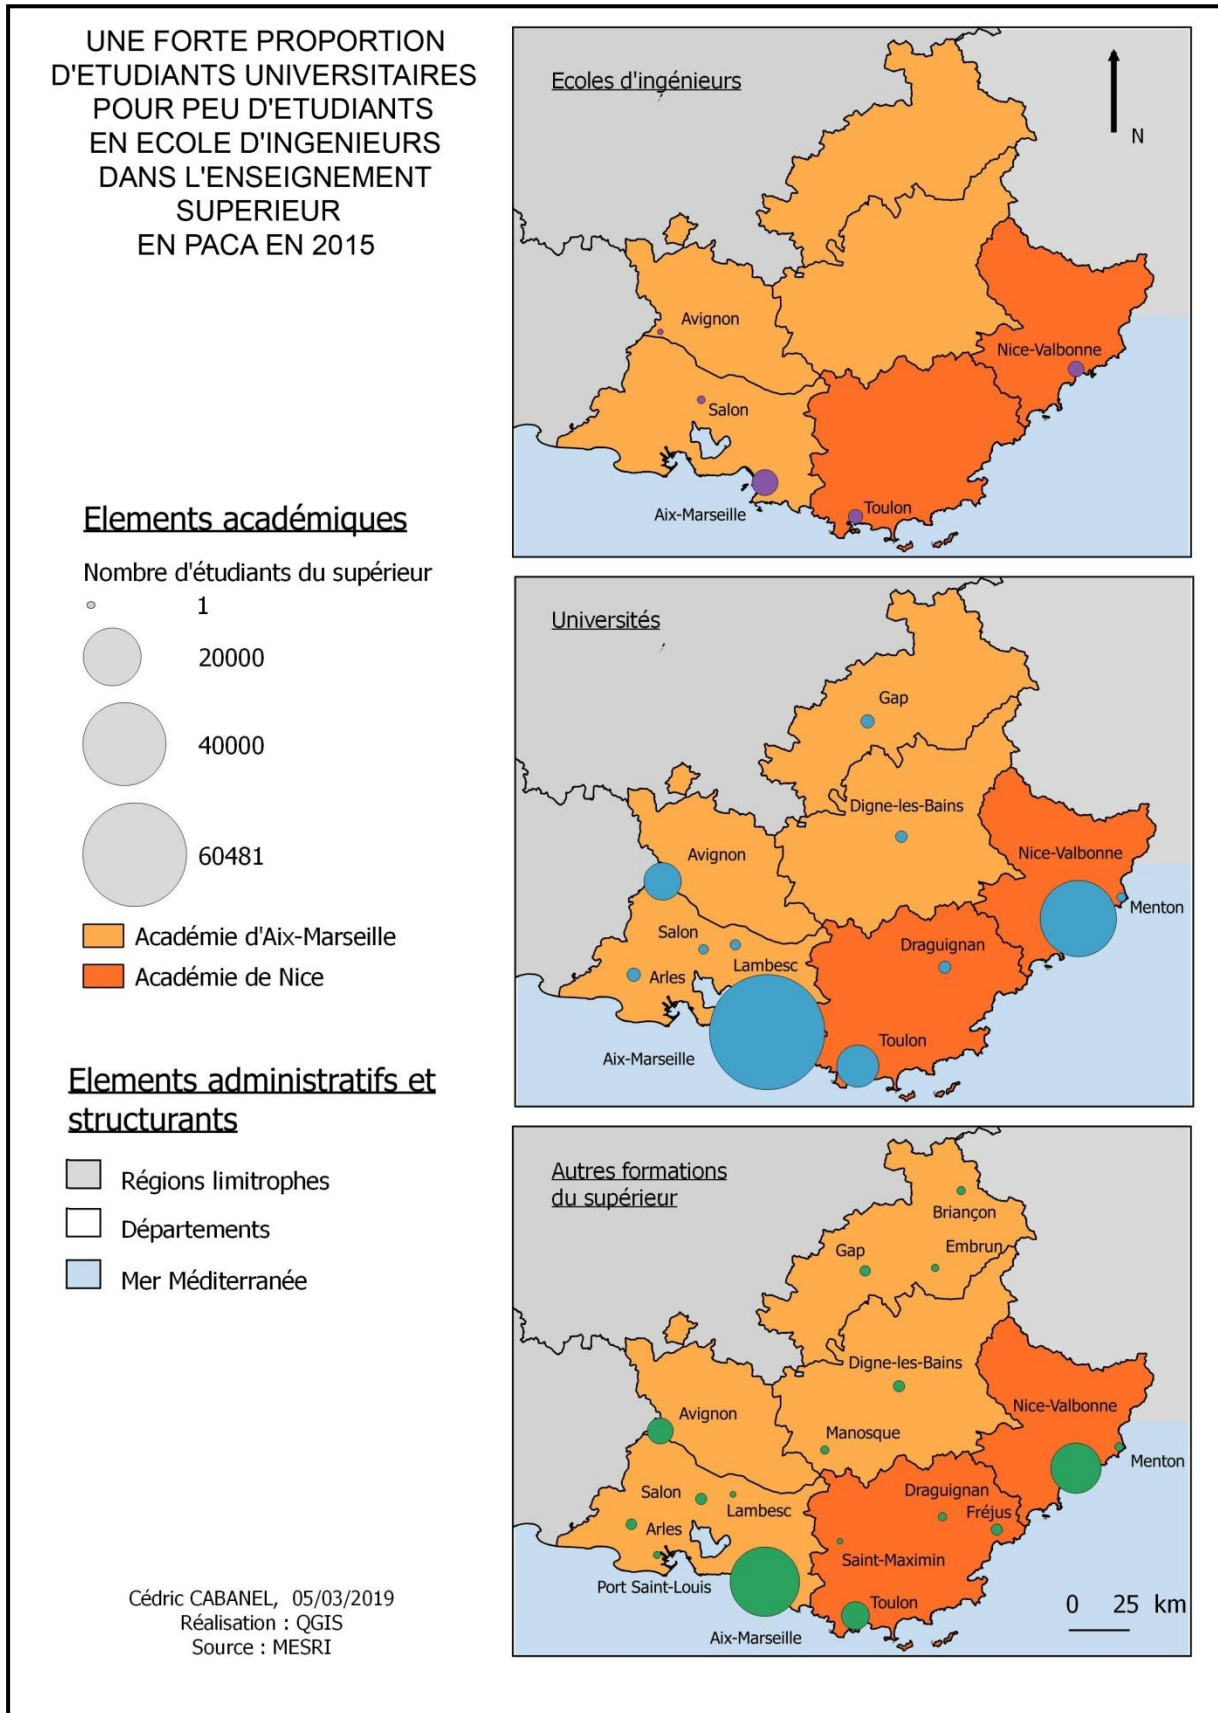 UNE FORTE PROPORTION
D'ETUDIANTS UNIVERSITAIRES
POUR PEU D'ETUDIANTS
EN ECOLE D'INGENIEURS
DANS L'ENSEIGNEMENT
SUPERIEUR
EN PACA EN 2015
Elements académiques
Nombre d'étudiants du supérieur
1
20000
40000
60481
Académie d'Aix-Marseille
Académie de Nice
Elements administratifs et
structurants
Régions limitrophes
Départements
Mer Méditerranée
Cédric CABANEL, 05/03/2019
Réalisation : QGIS
Source : MESRI
Ecoles d'ingénieurs
N
Avignon
Nice-Valbonne
Salon
Aix-Marseille
Toulon
Universités
Gap
Digne-les-Bains
Avignon
Nice-Valbonne
Menton
Salon
Draguignan
Lambesc
Arles
Toulon
Aix-Marseille
Autres formations
du supérieur
Briançon
Embrun
Gap
Digne-les-Bains
Nice-Valbonne
Avignon
Manosque
Menton
Salon
Draguignan
Lambesc
Fréjus
Arles
Saint-Maximin
Port Saint-Louis
Toulon
Aix-Marseille
0 25 km